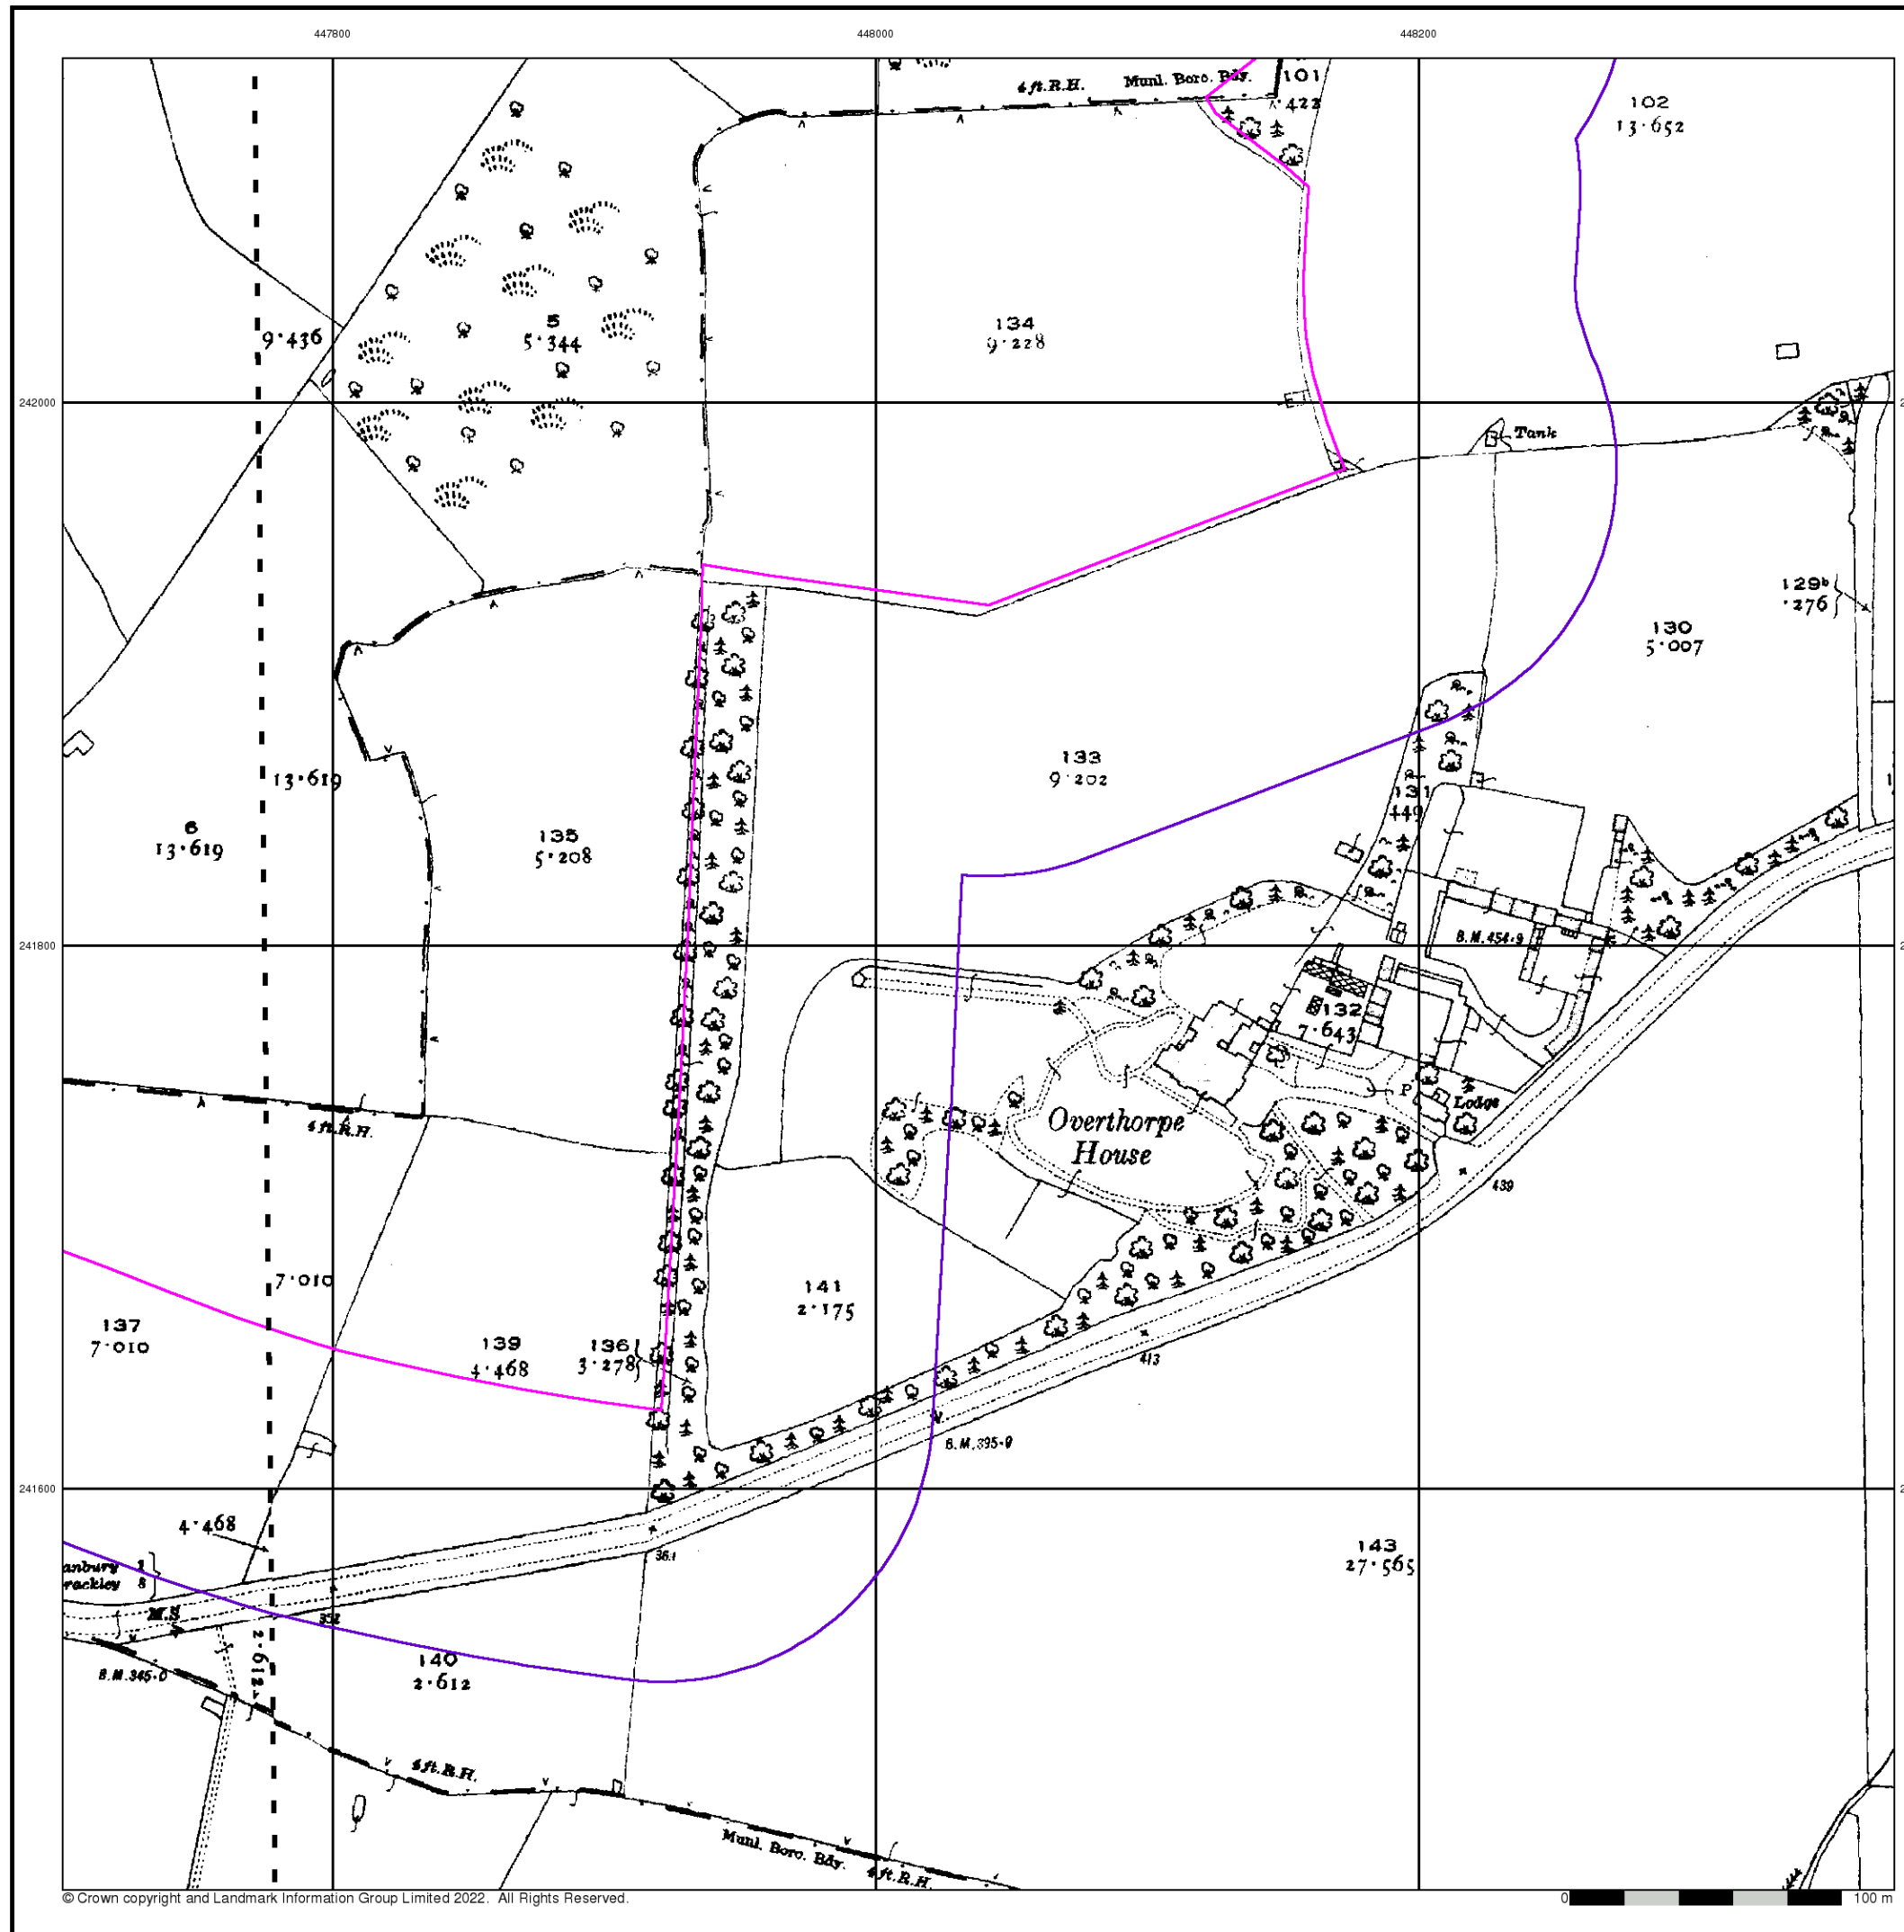 447800
448000
448200
4 ft. R.H.
Munl. Boro. Bdy.
101
.422
102
13.652
9.436
5
5.344
134
9.228
242000
Tank
129b
.276
130
5.007
133
9.202
13.619
131
449
6
13.619
135
5.208
241800
B.M.454.9
132
7.643
P
Lodge
4 ft. R.H.
Overthorpe
House
439
7.010
141
2.175
137
7.010
139
4.468
136
3.278
413
B.M.395.9
241600
4.468
361
143
27.565
anbury 1
rackley 8
M.S
352
2.612
B.M.345.0
140
2.612
4 ft. R.H.
Munl. Boro. Bdy.
4 ft. R.H.
© Crown copyright and Landmark Information Group Limited 2022. All Rights Reserved.
0 100 m